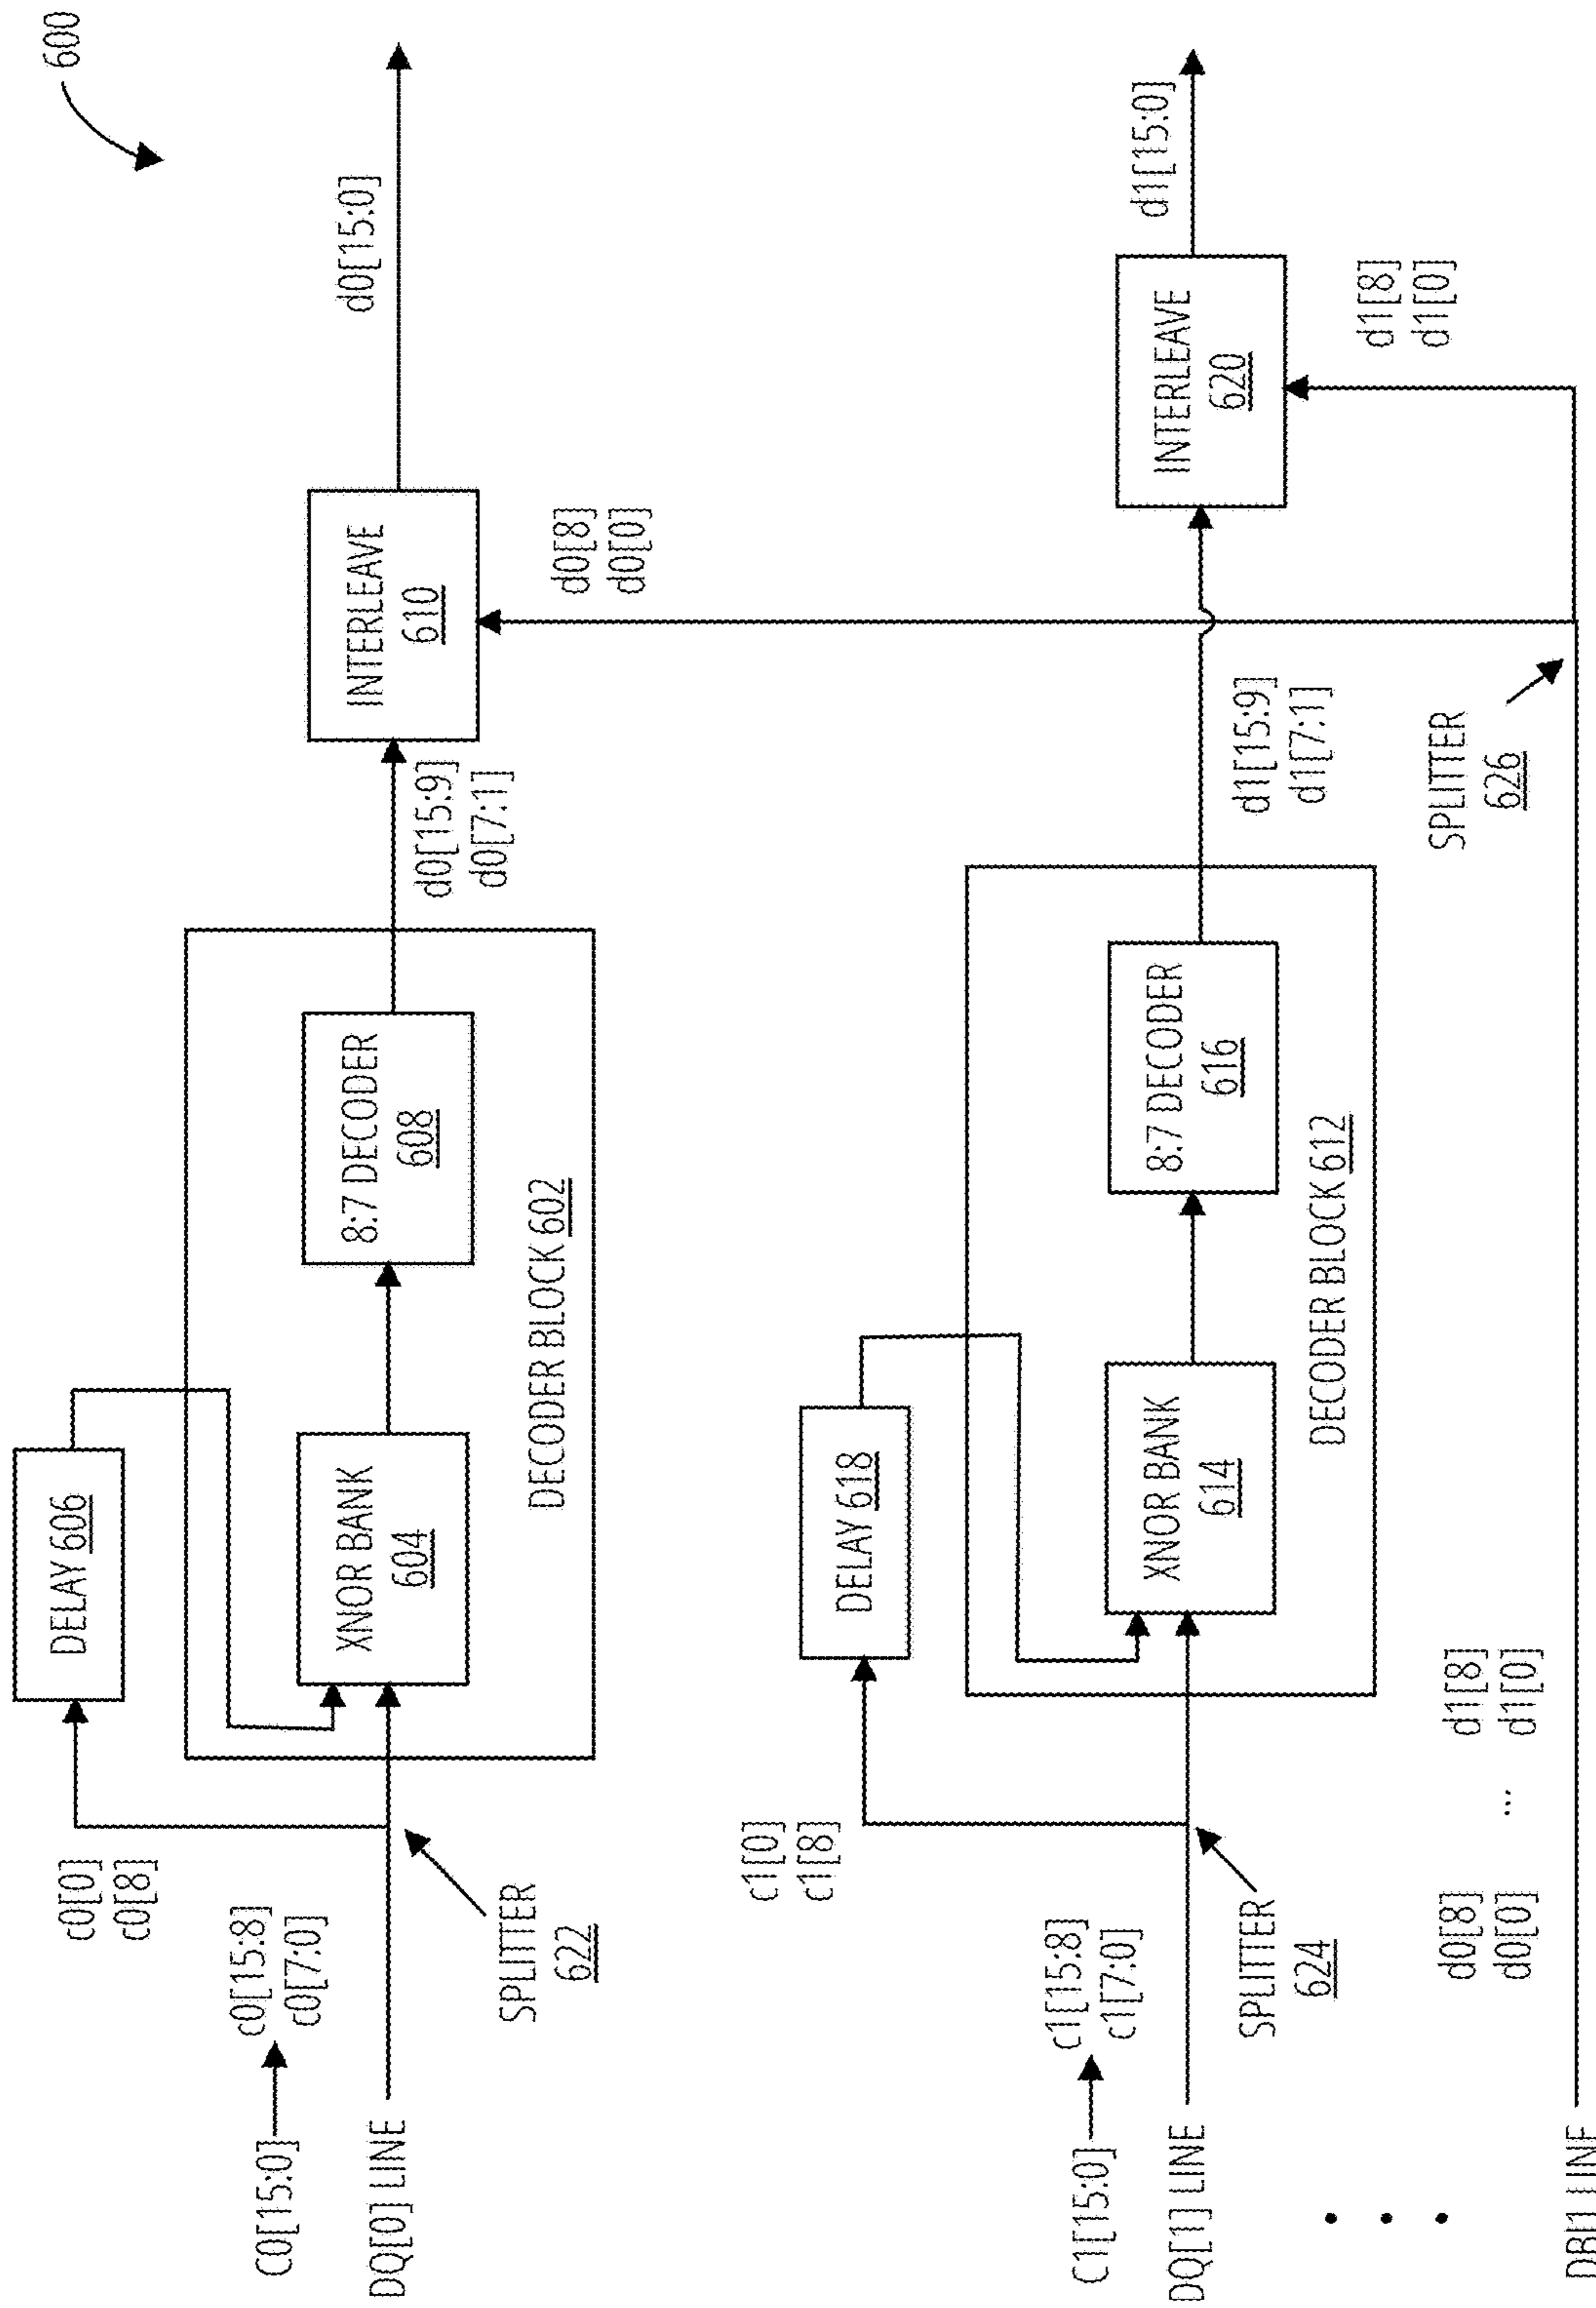 600
DELAY 606
c0[0]
c0[8]
C0[15:0]
c0[15:8]
c0[7:0]
DQ[0] LINE
SPLITTER
622
XNOR BANK
604
8:7 DECODER
608
DECODER BLOCK 602
d0[15:9]
d0[7:1]
INTERLEAVE
610
d0[15:0]
d0[8]
d0[0]
DELAY 618
c1[0]
c1[8]
C1[15:0]
c1[15:8]
c1[7:0]
DQ[1] LINE
SPLITTER
624
XNOR BANK
614
8:7 DECODER
616
DECODER BLOCK 612
d1[15:9]
d1[7:1]
INTERLEAVE
620
d1[15:0]
d1[8]
d1[0]
SPLITTER
626
d0[8] ... d1[8]
d0[0] d1[0]
LINE